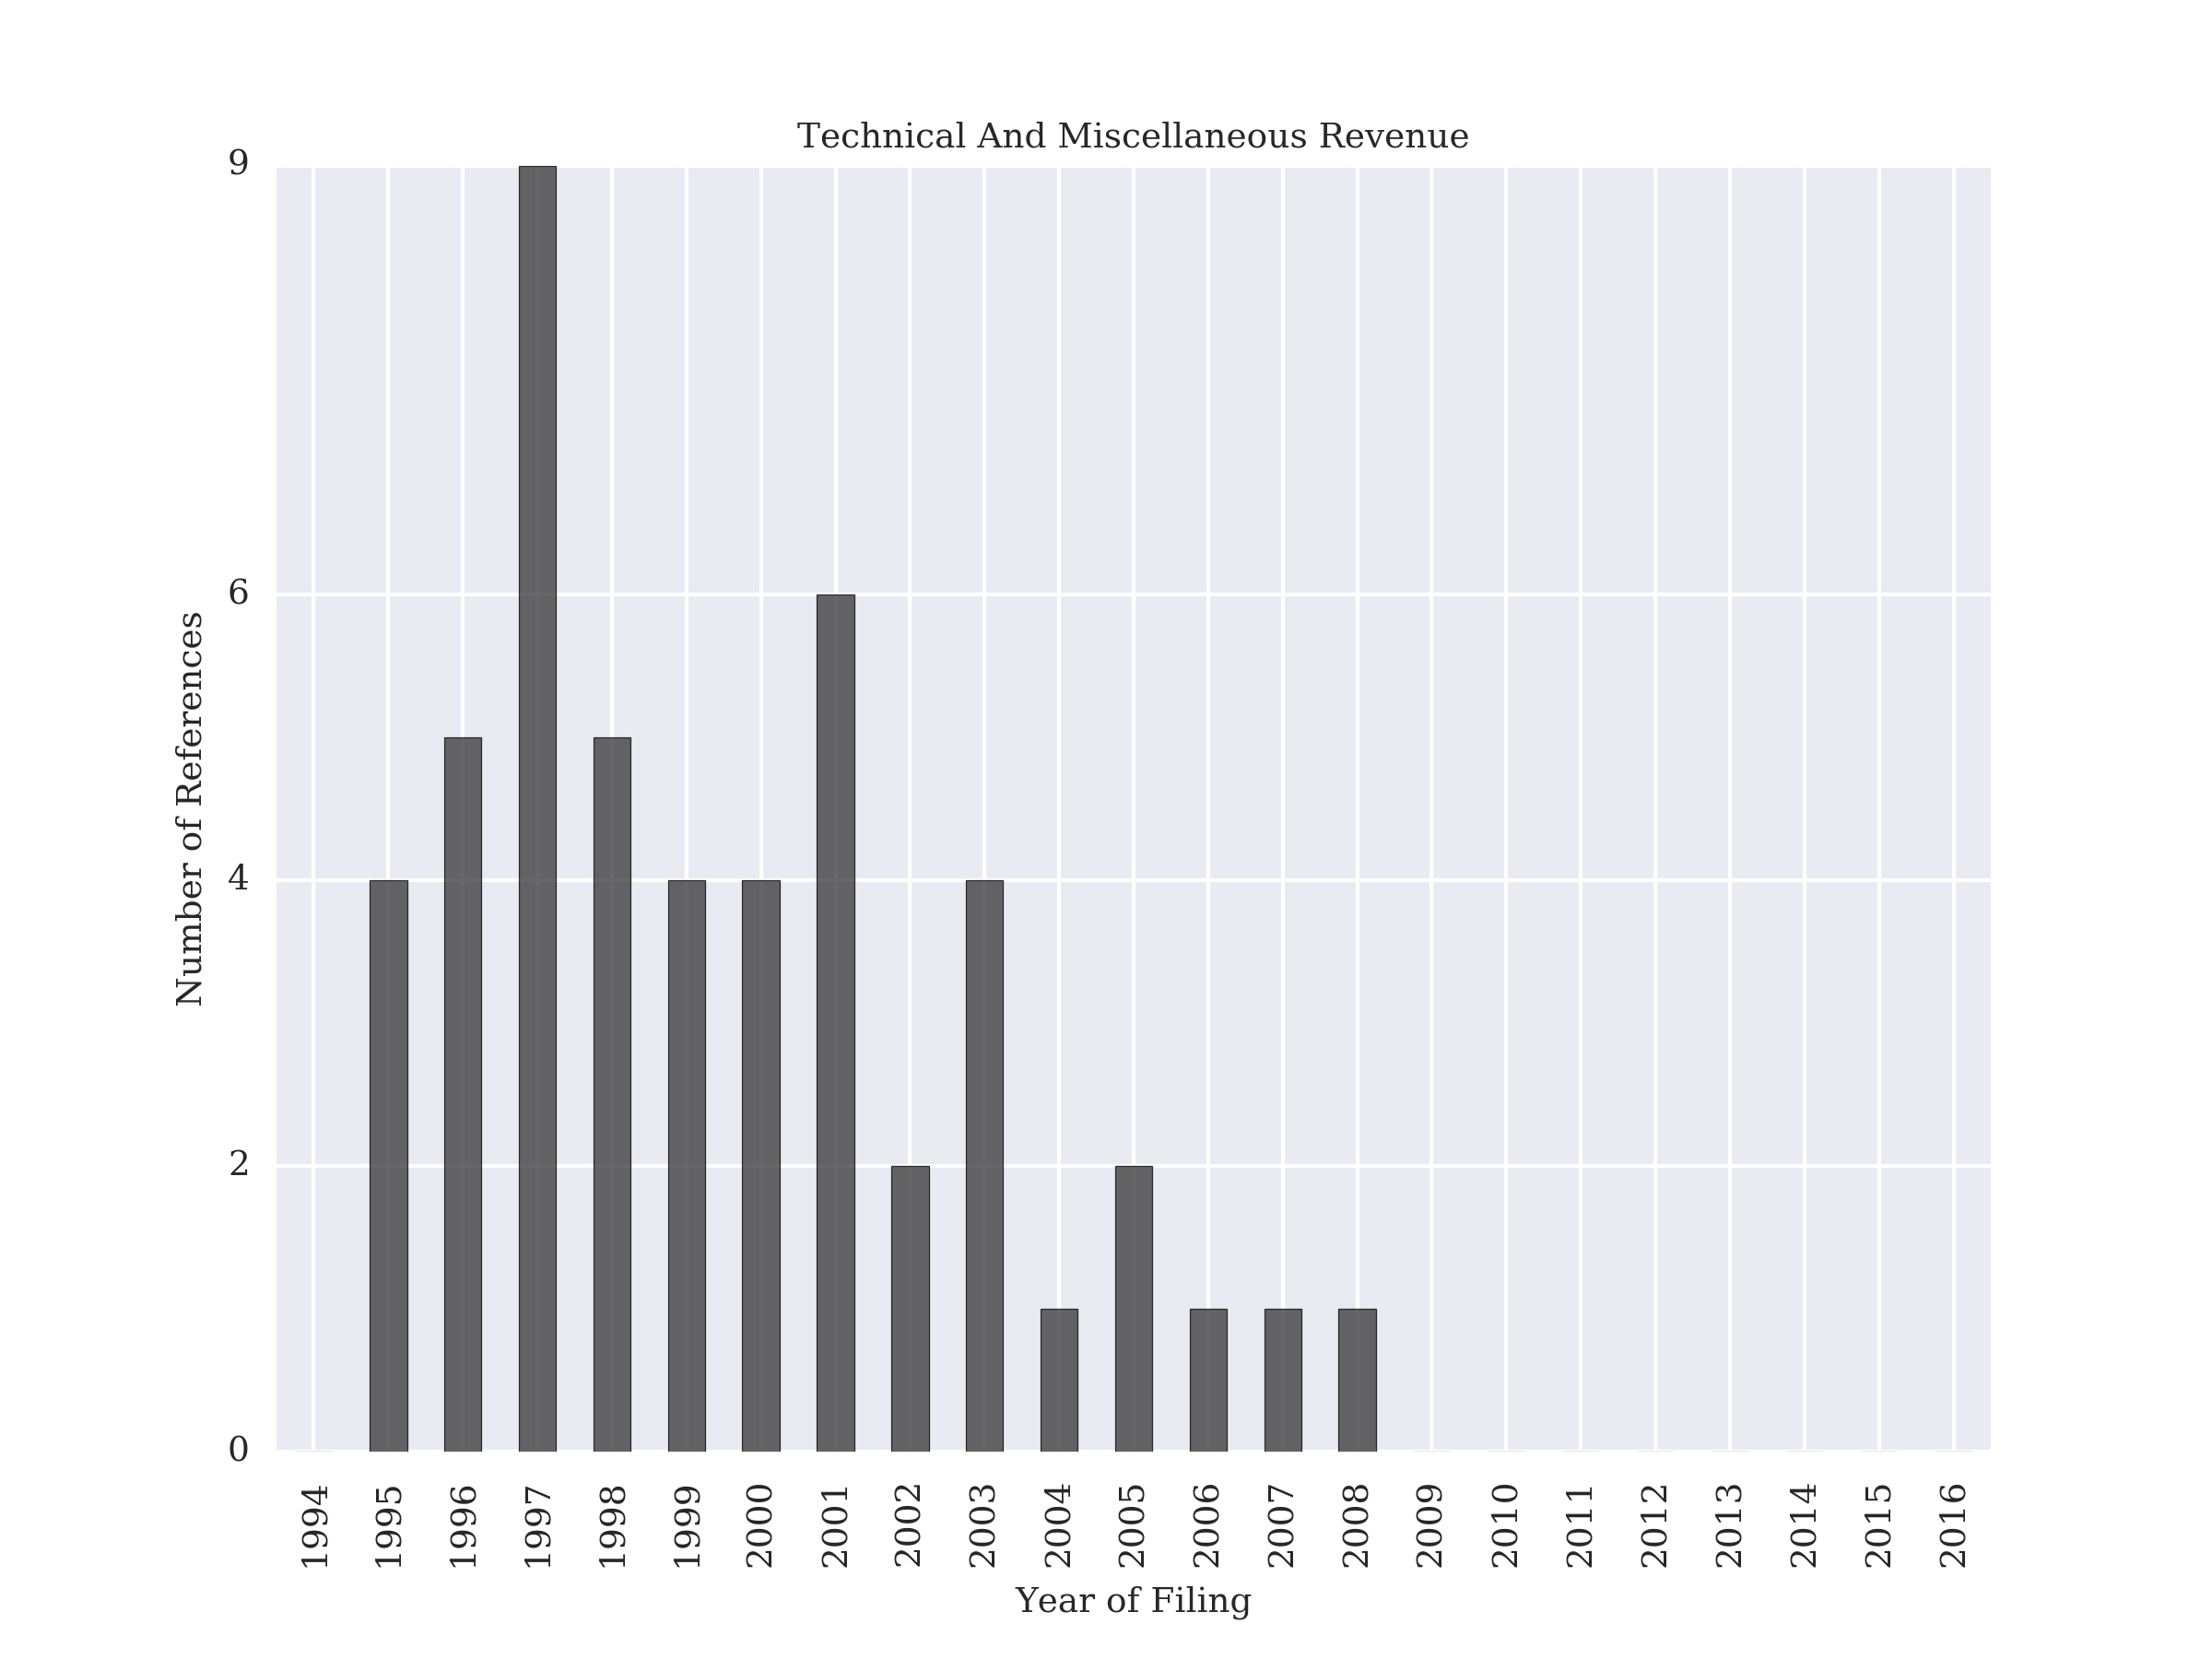 Technical And Miscellaneous Revenue
Number of References
9
6
4
2
0
1994 1995 1996 1997 1998 1999 2000 2001 2002 2003 2004 2005 2006 2007 2008 2009 2010 2011 2012 2013 2014 2015 2016
Year of Filing